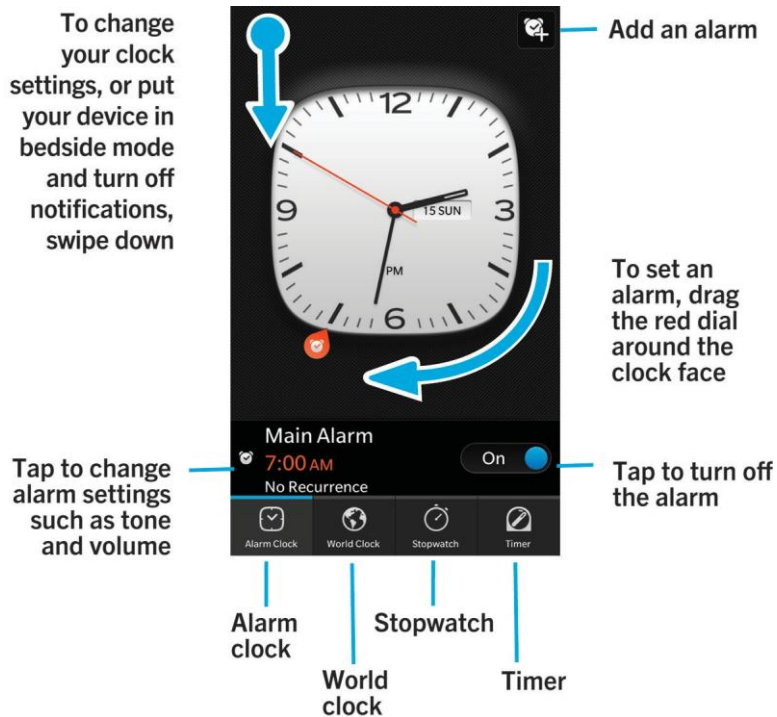 To change
your clock
settings, or put
your device in
bedside mode
and turn off
notifications,
swipe down
Add an alarm
12
9
15 SUN
3
PM
6
To set an
alarm, drag
the red dial
around the
clock face
Main Alarm
7:00 AM
No Recurrence
On
Tap to change
alarm settings
such as tone
and volume
Tap to turn off
the alarm
Alarm Clock
World Clock
Stopwatch
Timer
Alarm
clock
World
clock
Stopwatch
Timer